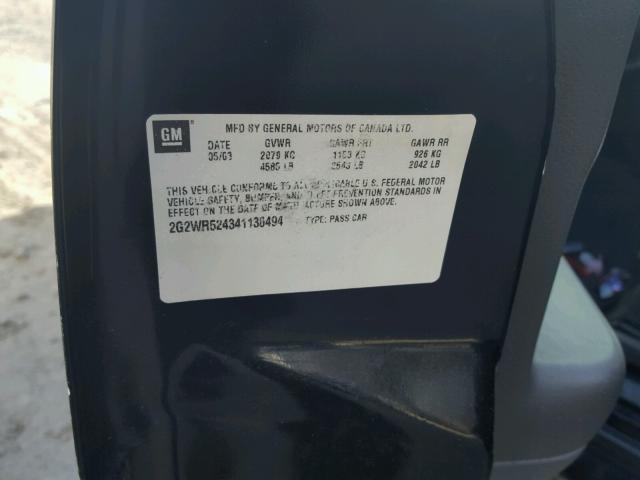 GM
MFD BY GENERAL MOTORS OF CANADA LTD.
DATE GVWR GAWR FRT GAWR RR
05/03 2079 KG 1153 KG 926 KG
4585 LB 2543 LB 2042 LB
THIS VEHICLE CONFORMS TO ALL APPLICABLE U.S. FEDERAL MOTOR
VEHICLE SAFETY, BUMPER, AND THEFT PREVENTION STANDARDS IN
EFFECT ON THE DATE OF MANUFACTURE SHOWN ABOVE.
2G2WR524341130494 TYPE: PASS CAR